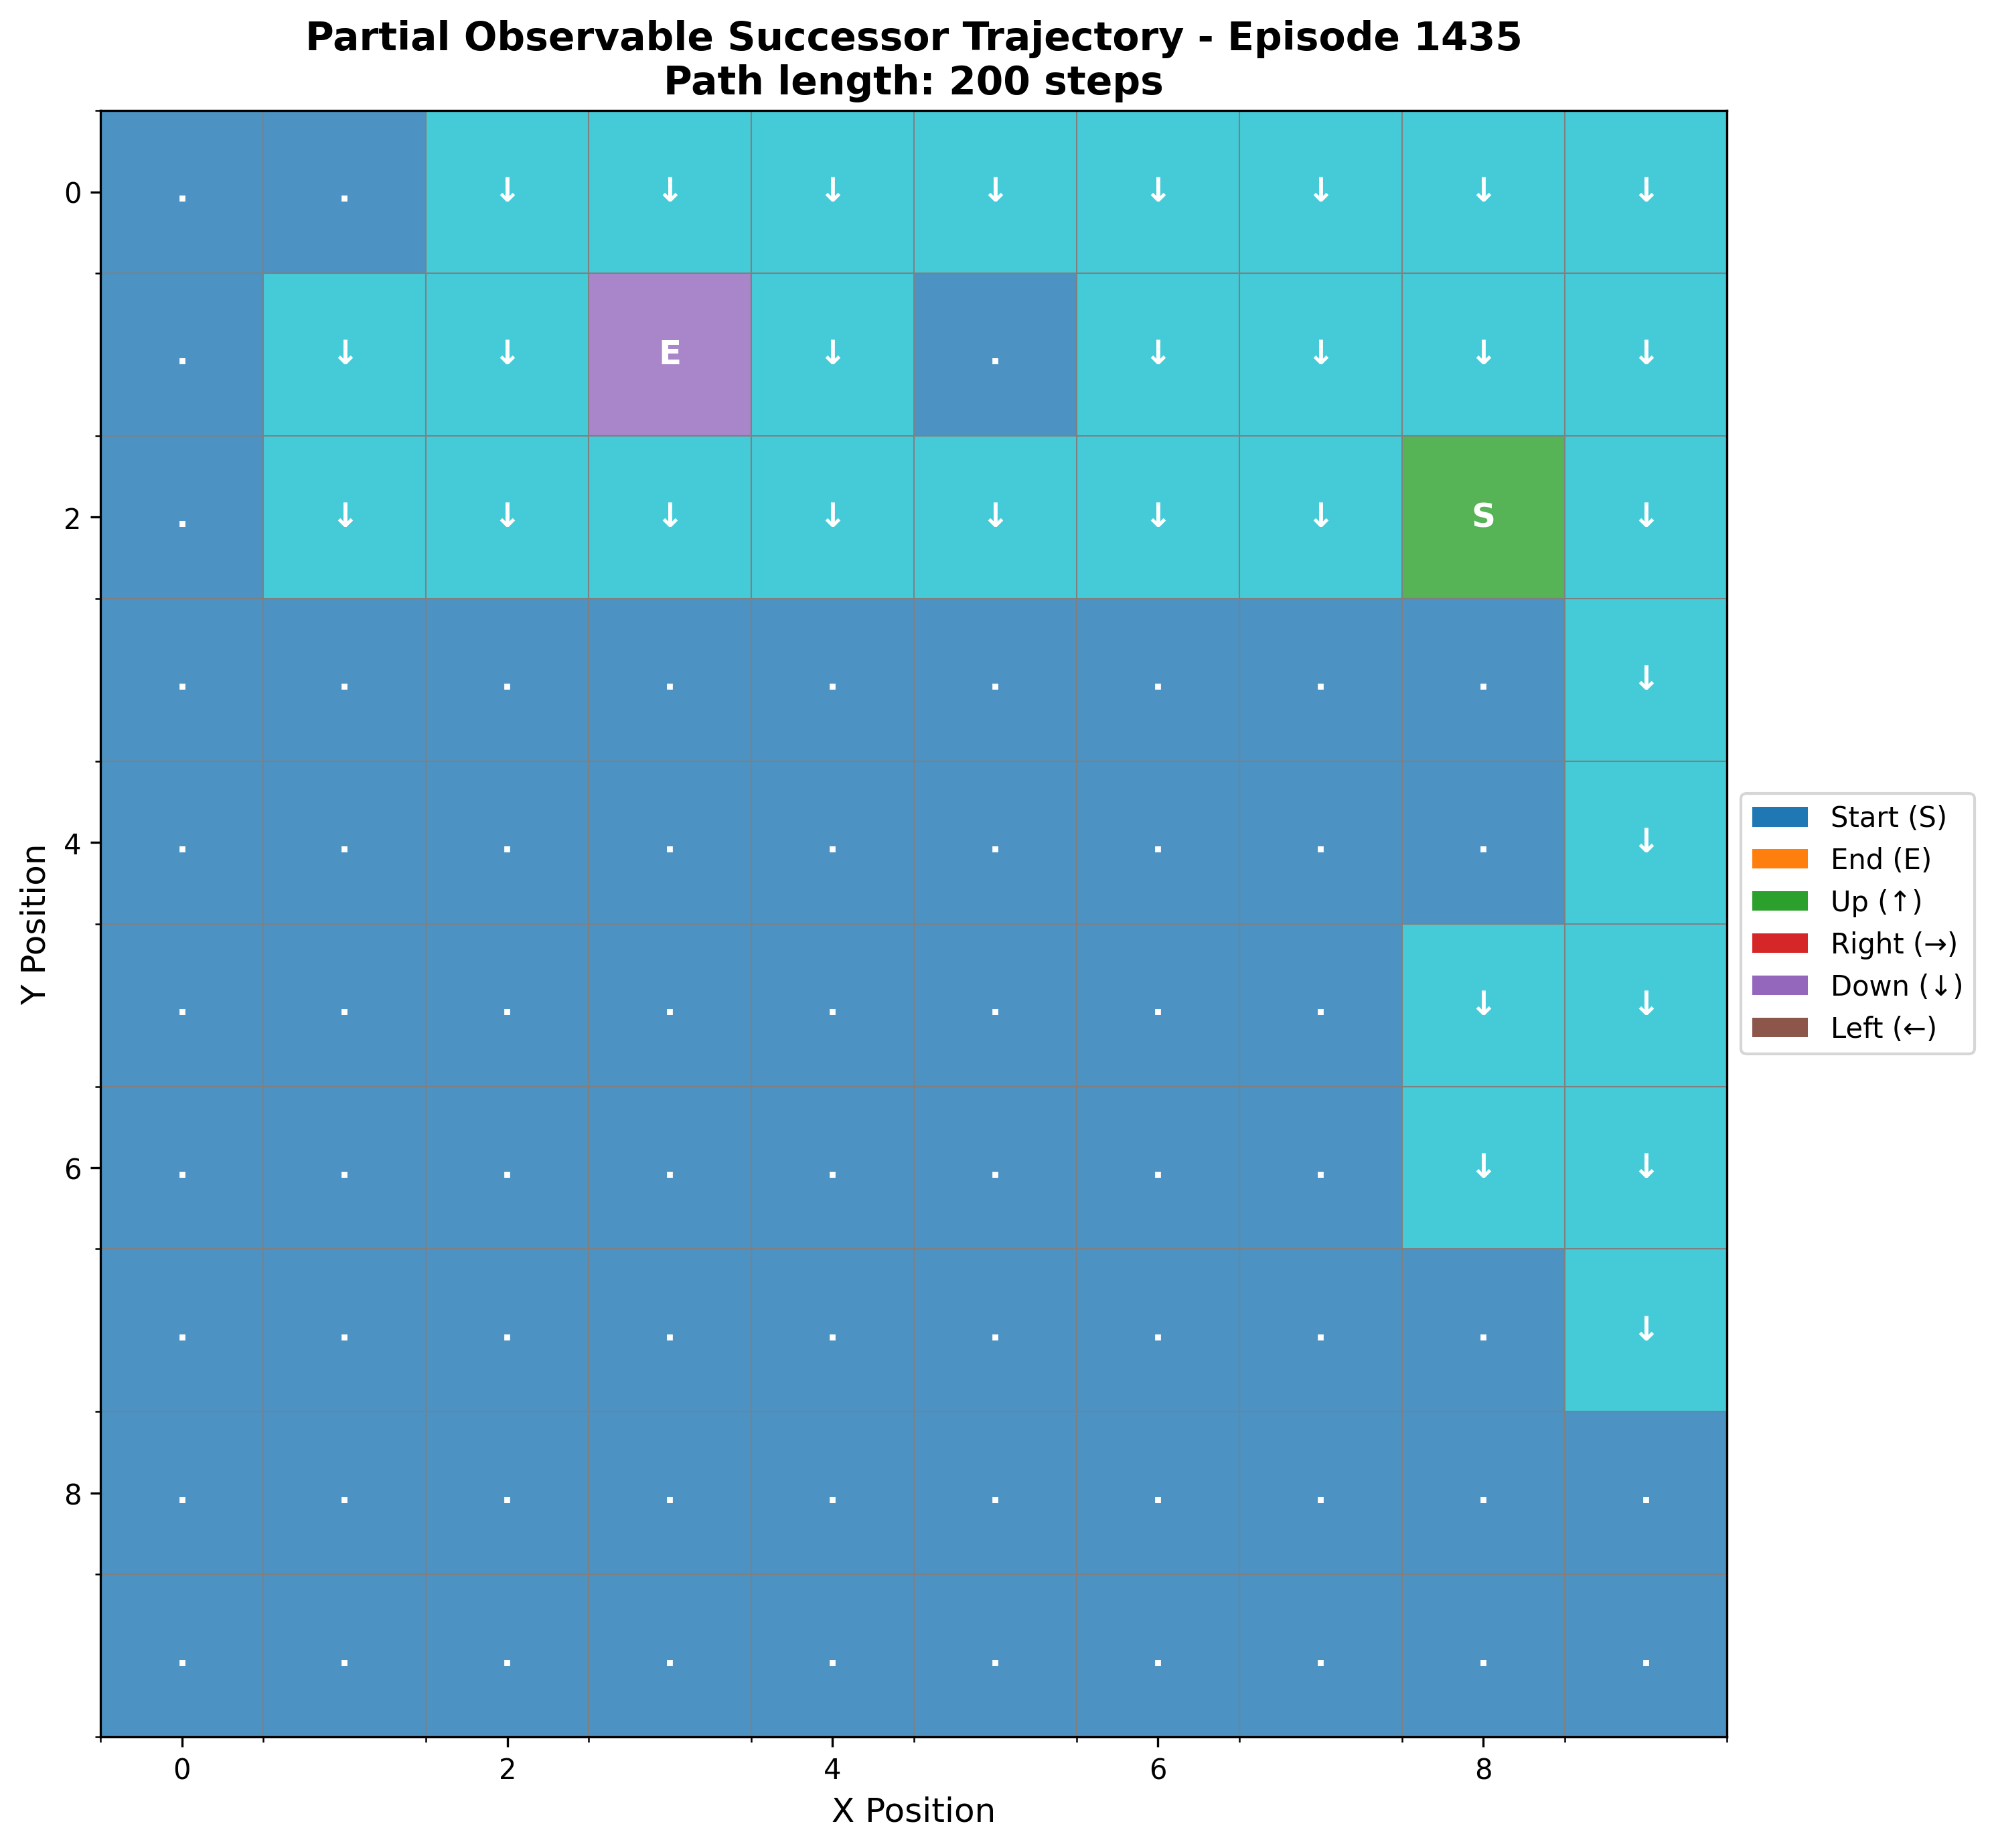 Partial Observable Successor Trajectory - Episode 1435
Path length: 200 steps
0 . . ↓ ↓ ↓ ↓ ↓ ↓ ↓ ↓
. ↓ ↓ E ↓ . ↓ ↓ ↓ ↓
2 . ↓ ↓ ↓ ↓ ↓ ↓ ↓ S ↓
. . . . . . . . . ↓
4 . . . . . . . . . ↓
. . . . . . . . ↓ ↓
6 . . . . . . . . ↓ ↓
. . . . . . . . . ↓
8 . . . . . . . . . .
. . . . . . . . . .
0 2 4 6 8
X Position
Y Position
Start (S)
End (E)
Up (↑)
Right (→)
Down (↓)
Left (←)